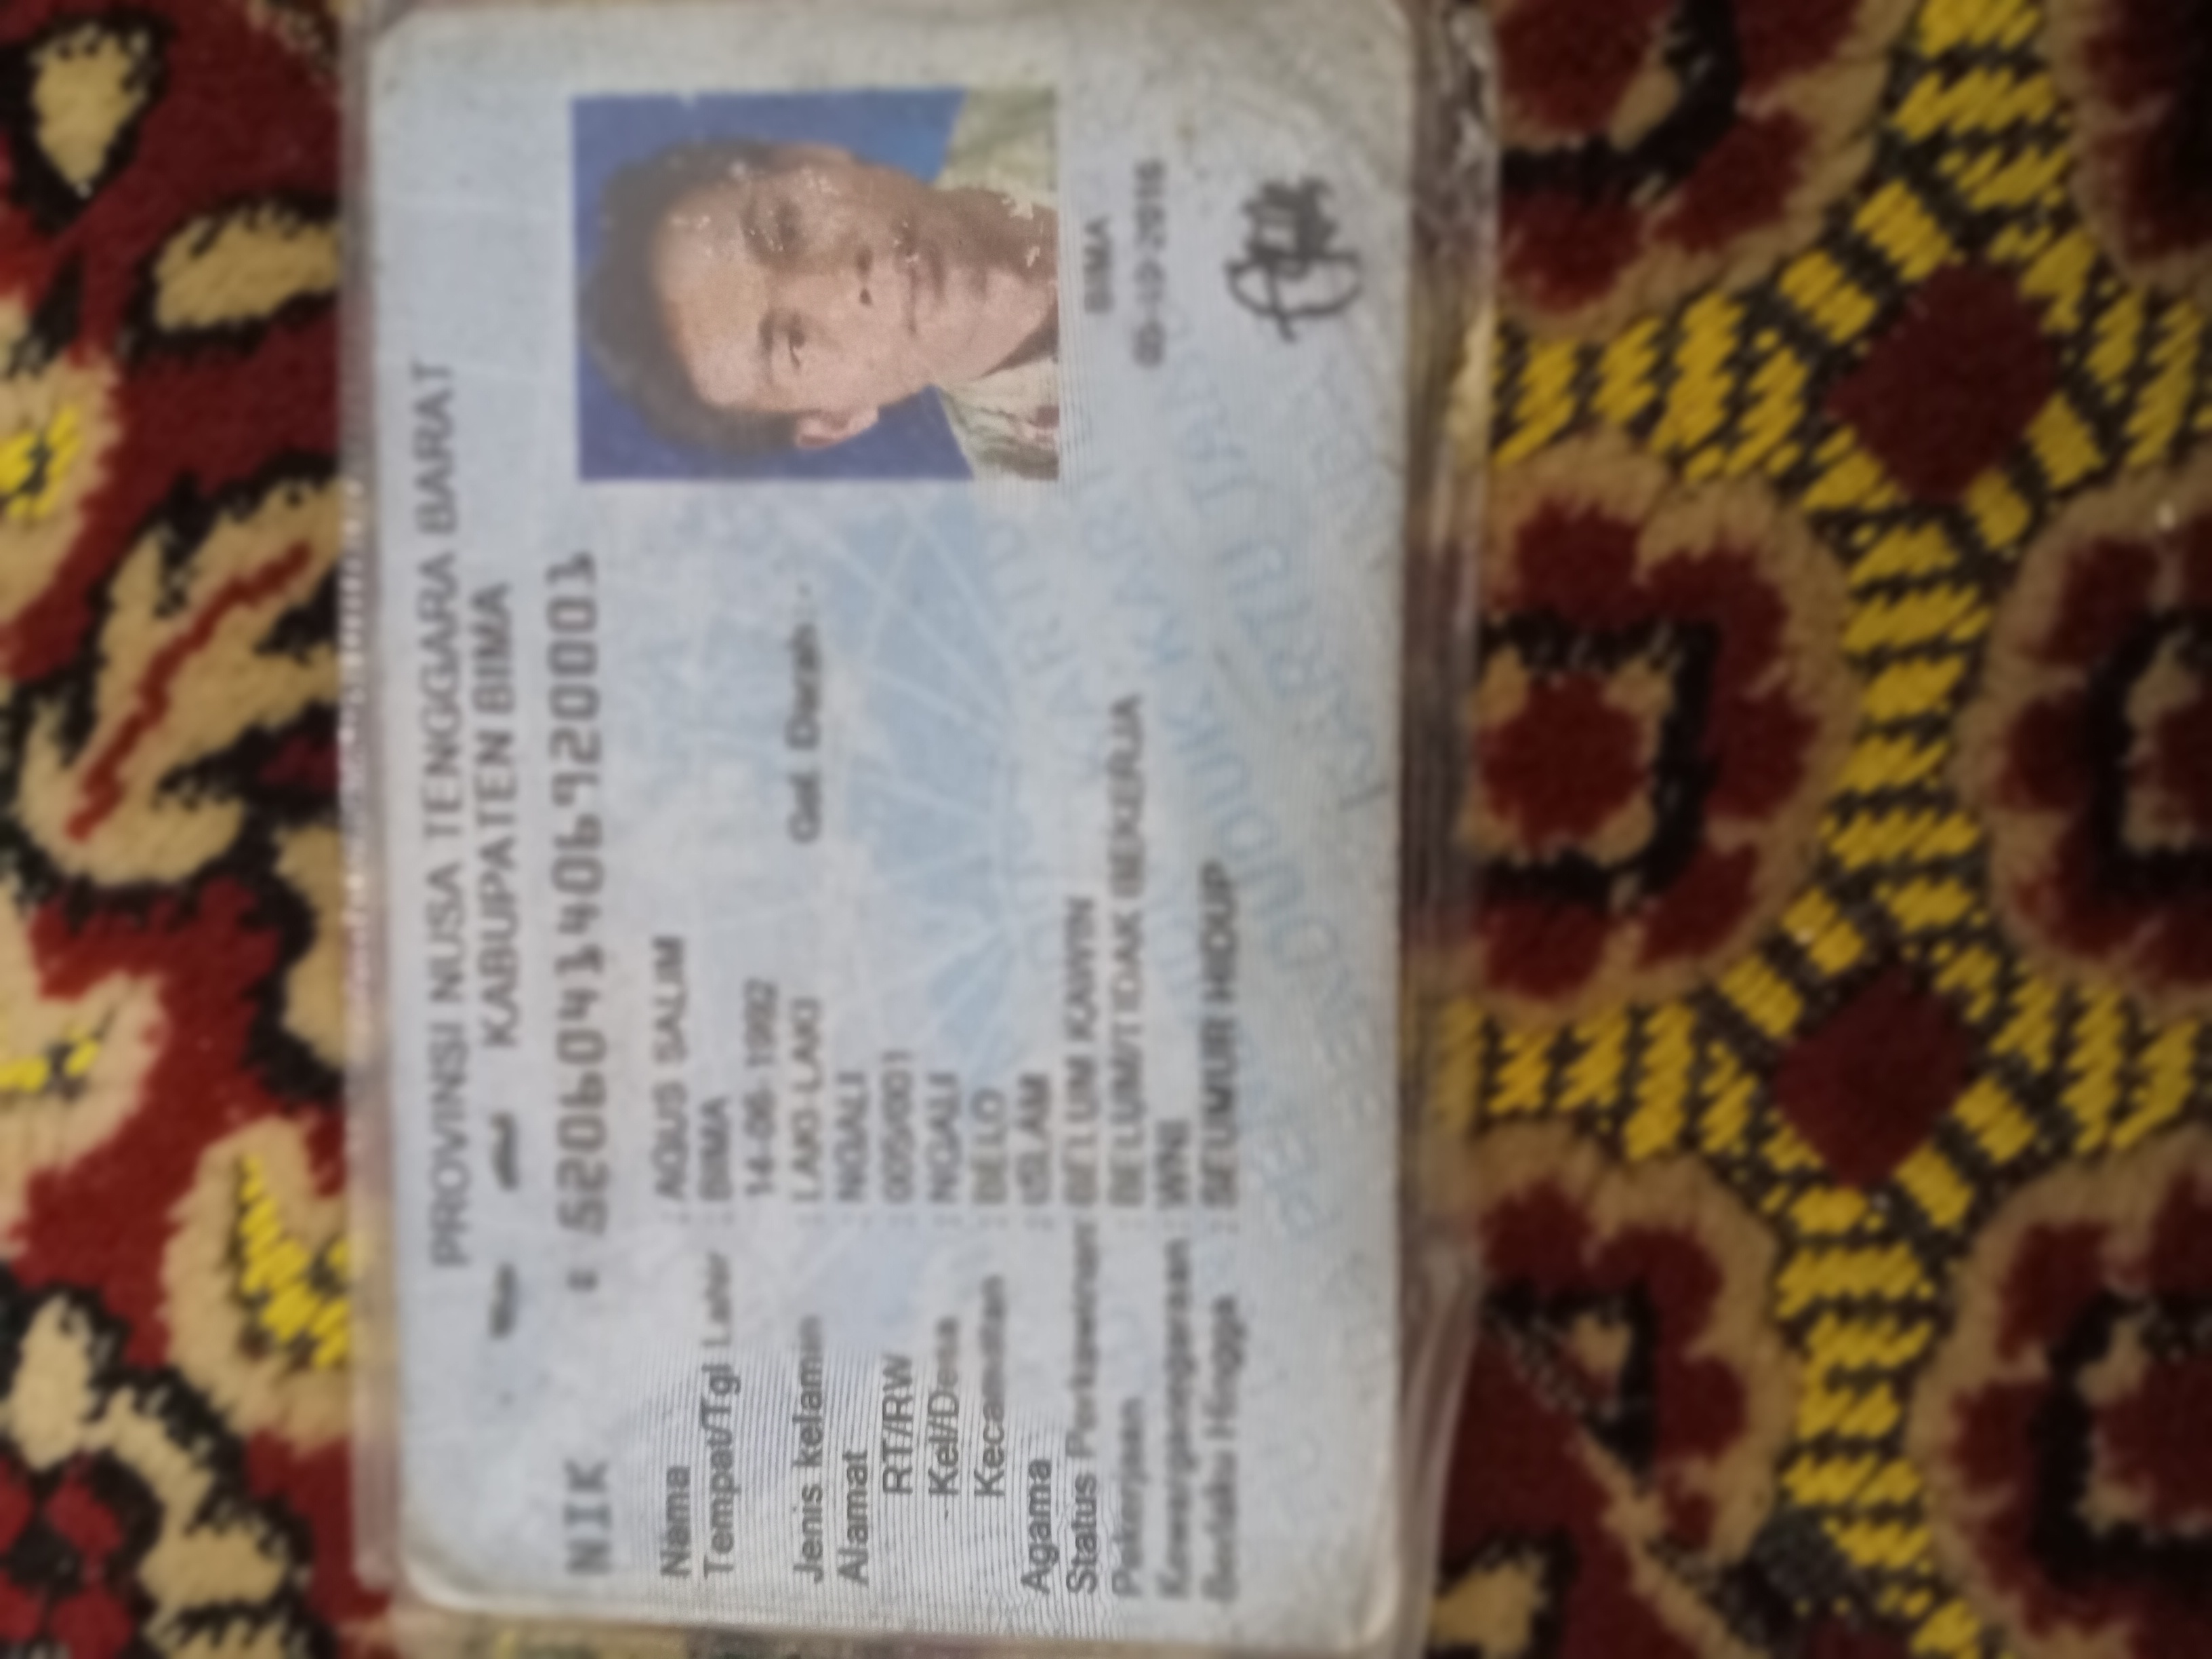 PROVINSI NUSA TENGGARA BARAT
KABUPATEN BIMA
NIK : 5206041406920001
Nama : AGUS SALIM
Tempat/Tgl Lahir : BIMA
14-06-1992
Jenis kelamin : LAKI-LAKI Gol. Darah : -
Alamat : NGALI
RT/RW : 005/001
Kel/Desa : NGALI
Kecamatan : BELO
Agama : ISLAM
Status Perkawinan : BELUM KAWIN
Pekerjaan : BELUM/TIDAK BEKERJA
Kewarganegaraan : WNI
Berlaku Hingga : SEUMUR HIDUP
BIMA